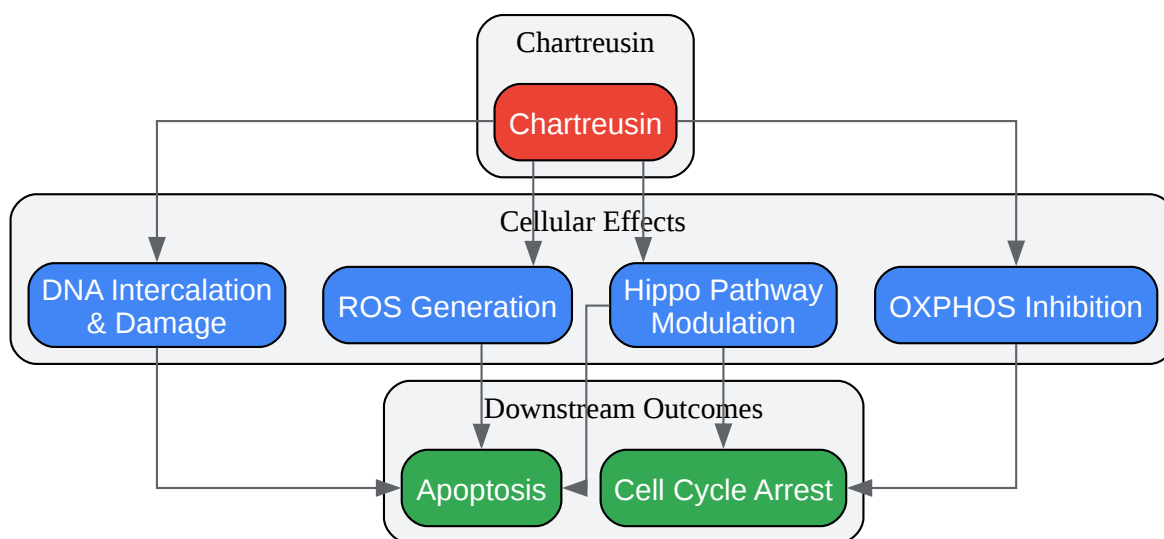 Chartreusin
Chartreusin
Cellular Effects
DNA Intercalation
& Damage
ROS Generation
Hippo Pathway
Modulation
OXPHOS Inhibition
Downstream Outcomes
Apoptosis
Cell Cycle Arrest